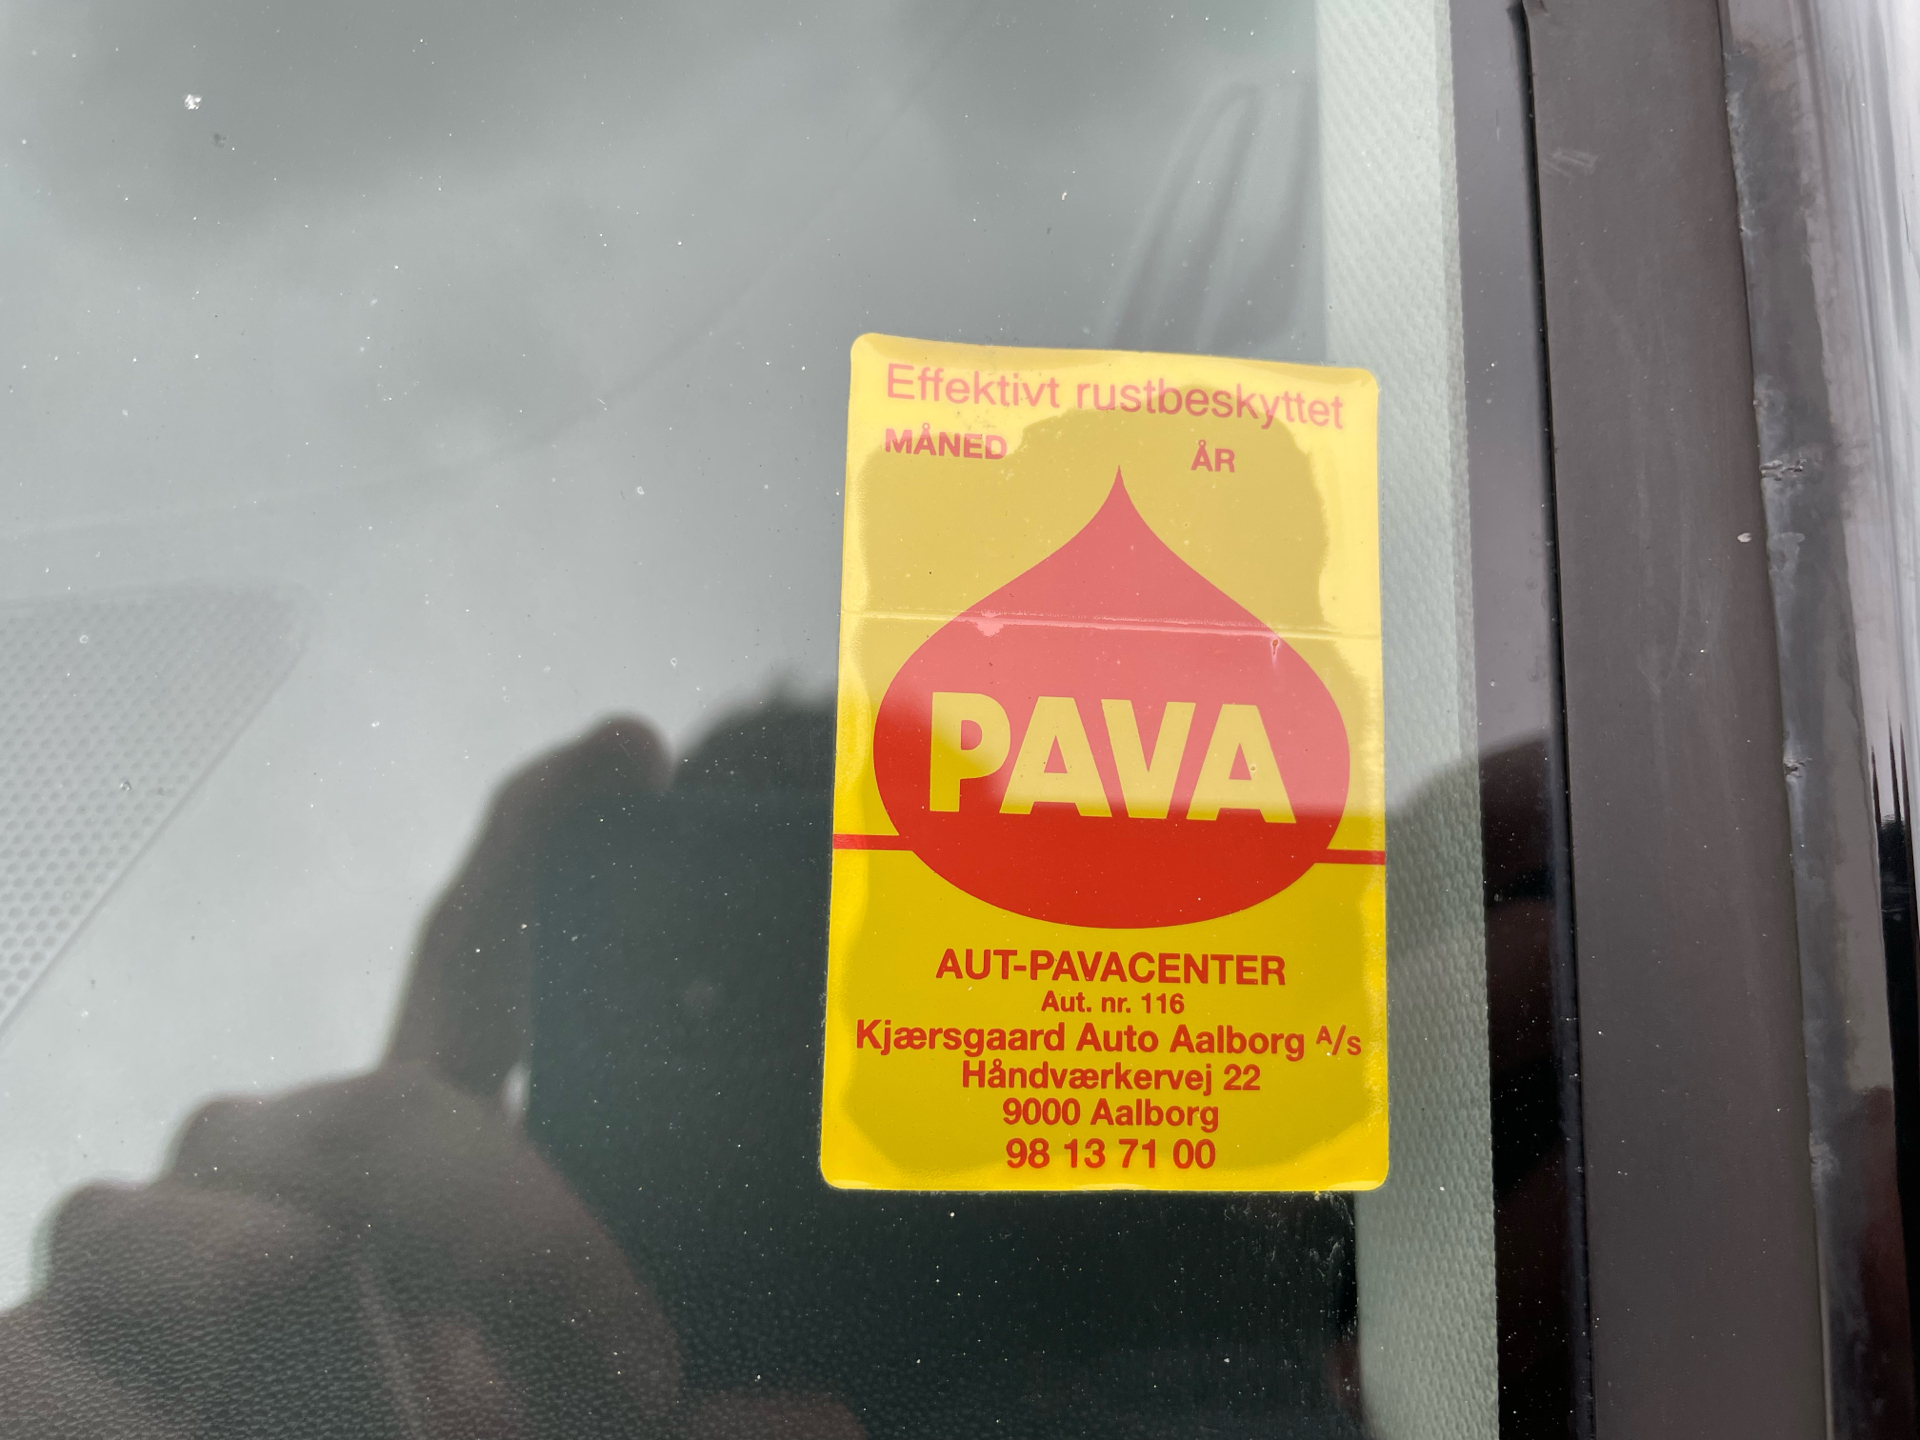 Effektivt rustbeskyttet
MÅNED ÅR
PAVA
AUT-PAVACENTER
Aut. nr. 116
Kjærsgaard Auto Aalborg A/s
Håndværkervej 22
9000 Aalborg
98 13 71 00